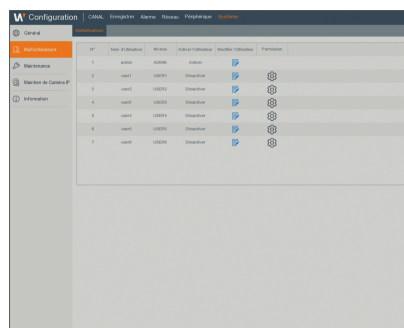 Configuration CANAL Enregistrer Alarme Réseau Périphérique Système
Général
Multiutilisateurs
Maintenance
Maintien de Caméra IP
Information
N° Nom d'utilisateur Niveau Activer l'utilisateur Modifier l'utilisateur Permission
1 admin ADMIN Activer
2 user1 USER1 Désactiver
3 user2 USER2 Désactiver
4 user3 USER3 Désactiver
5 user4 USER4 Désactiver
6 user5 USER5 Désactiver
7 user6 USER6 Désactiver